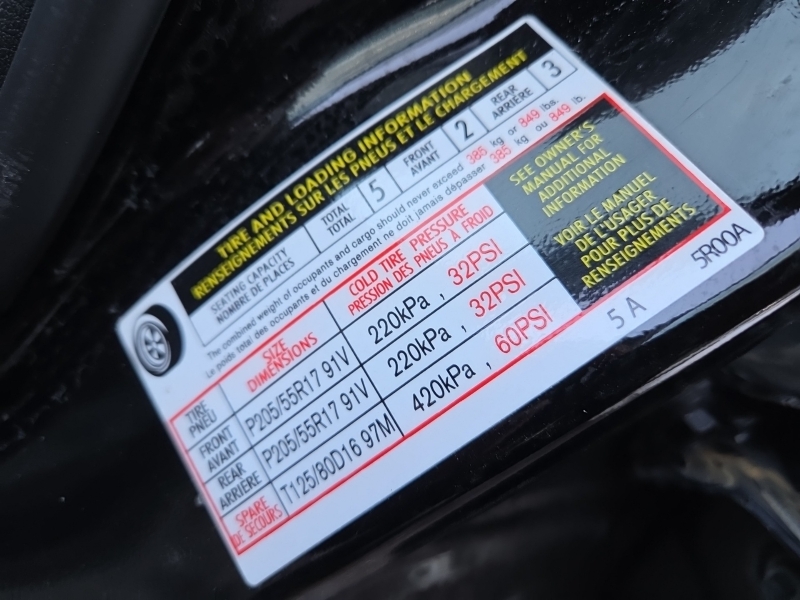 TIRE AND LOADING INFORMATION
RENSEIGNEMENTS SUR LES PNEUS ET LE CHARGEMENT
SEATING CAPACITY TOTAL 5 FRONT 2 REAR 3
NOMBRE DE PLACES TOTAL AVANT ARRIÈRE
The combined weight of occupants and cargo should never exceed 385 kg or 849 lbs.
Le poids total des occupants et du chargement ne doit jamais dépasser 385 kg ou 849 lb.
TIRE SIZE COLD TIRE PRESSURE
PNEU DIMENSIONS PRESSION DES PNEUS À FROID
FRONT P205/55R17 91V 220kPa , 32PSI
AVANT
REAR P205/55R17 91V 220kPa , 32PSI
ARRIÈRE
SPARE T125/80D16 97M 420kPa , 60PSI
DE SECOURS
SEE OWNER'S
MANUAL FOR
ADDITIONAL
INFORMATION
VOIR LE MANUEL
DE L'USAGER
POUR PLUS DE
RENSEIGNEMENTS
5 A 5R00A